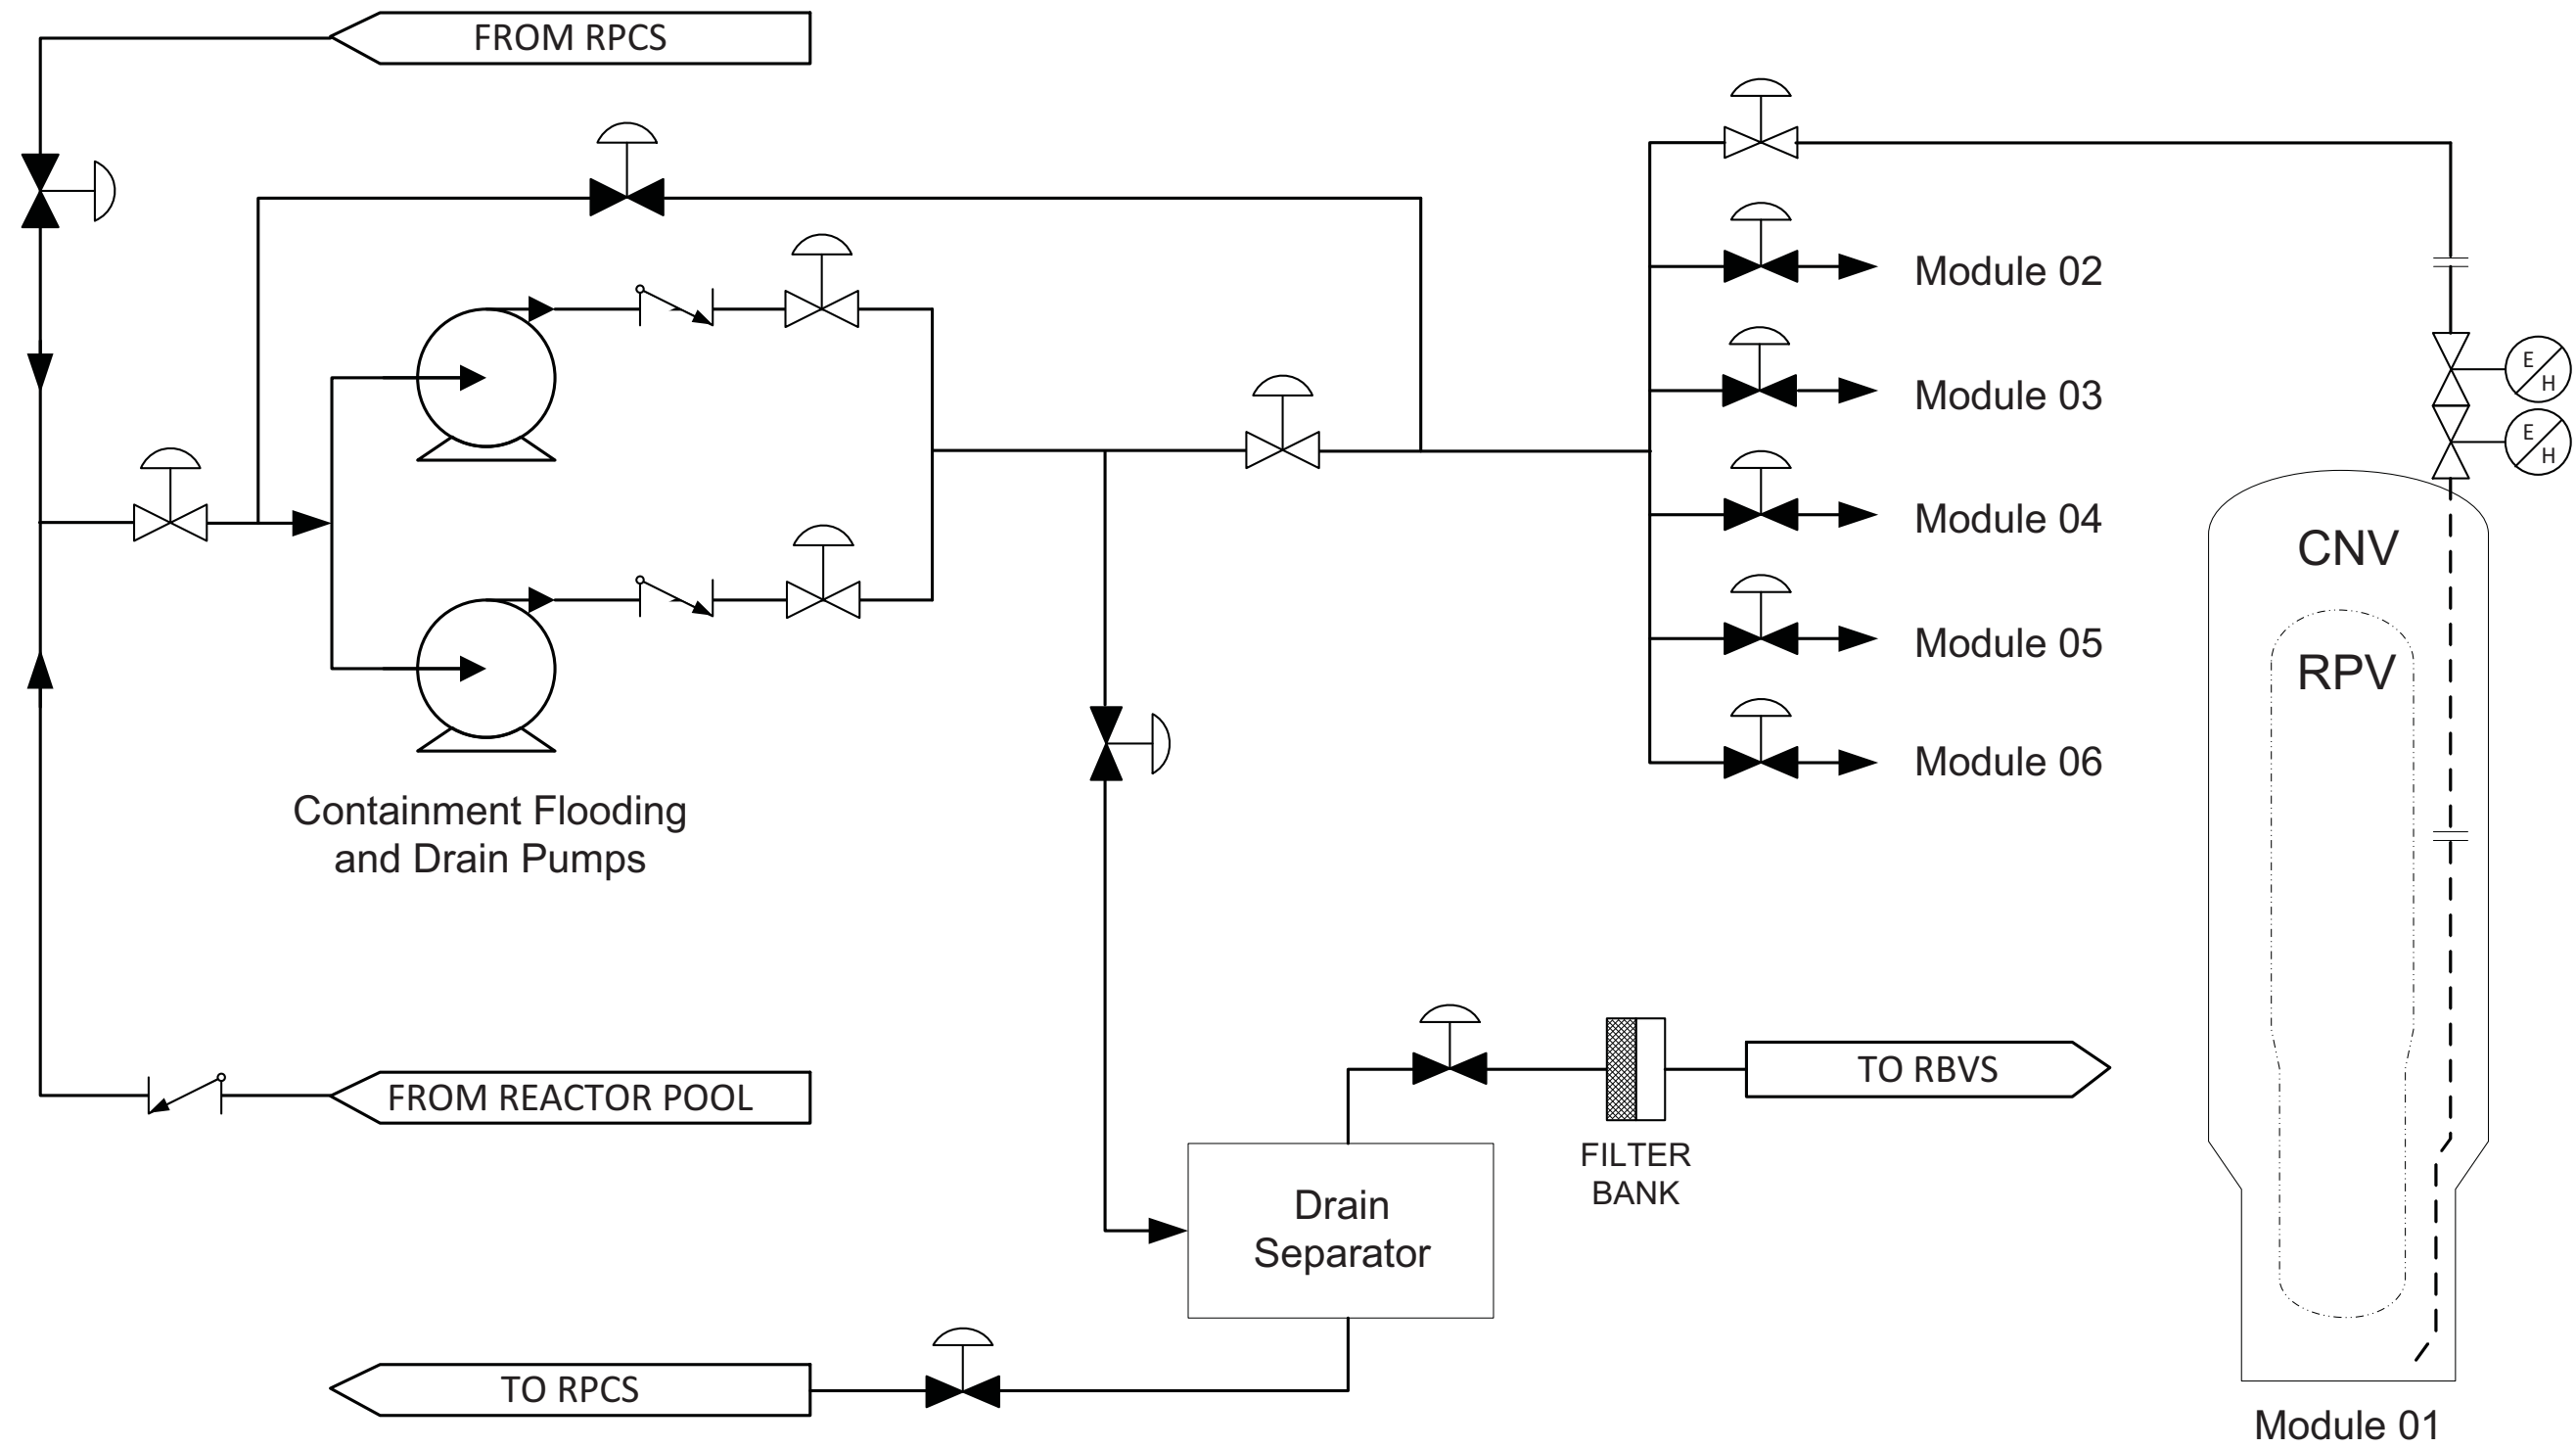 FROM RPCS
Module 02
Module 03
Module 04
Module 05
Module 06
E
H
E
H
CNV
RPV
Containment Flooding
and Drain Pumps
FROM REACTOR POOL
TO RBVS
FILTER
BANK
Drain
Separator
TO RPCS
Module 01